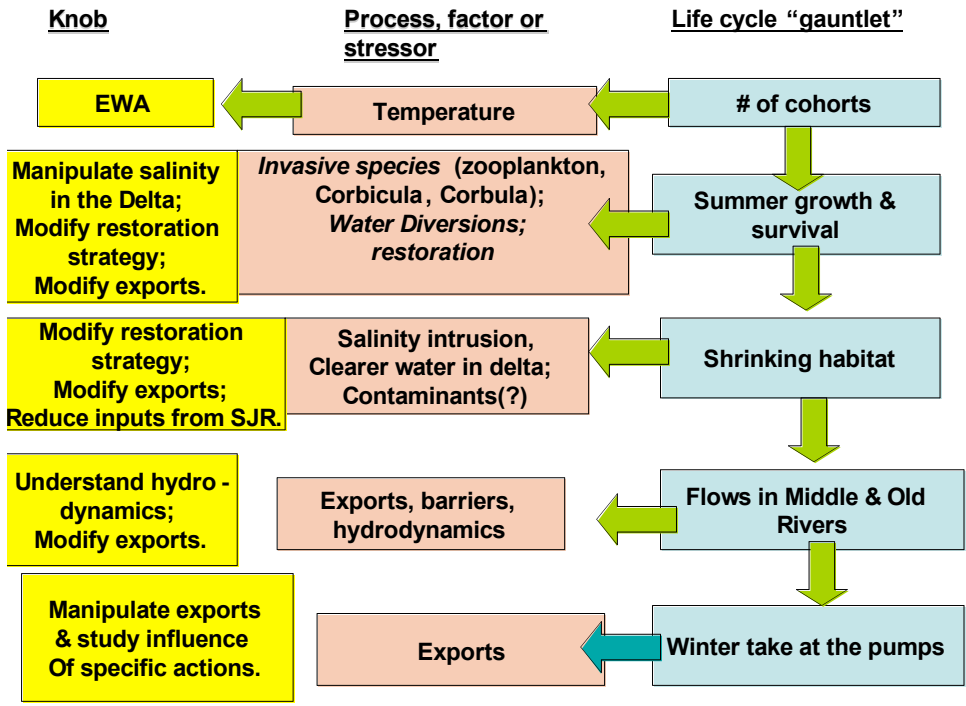 Knob
Process, factor or
stressor
Life cycle “gauntlet”
EWA
Temperature
# of cohorts
Manipulate salinity
in the Delta;
Modify restoration
strategy;
Modify exports.
Invasive species (zooplankton,
Corbicula , Corbula);
Water Diversions;
restoration
Summer growth &
survival
Modify restoration
strategy;
Modify exports;
Reduce inputs from SJR.
Salinity intrusion,
Clearer water in delta;
Contaminants(?)
Shrinking habitat
Understand hydro -
dynamics;
Modify exports.
Exports, barriers,
hydrodynamics
Flows in Middle & Old
Rivers
Manipulate exports
& study influence
Of specific actions.
Exports
Winter take at the pumps